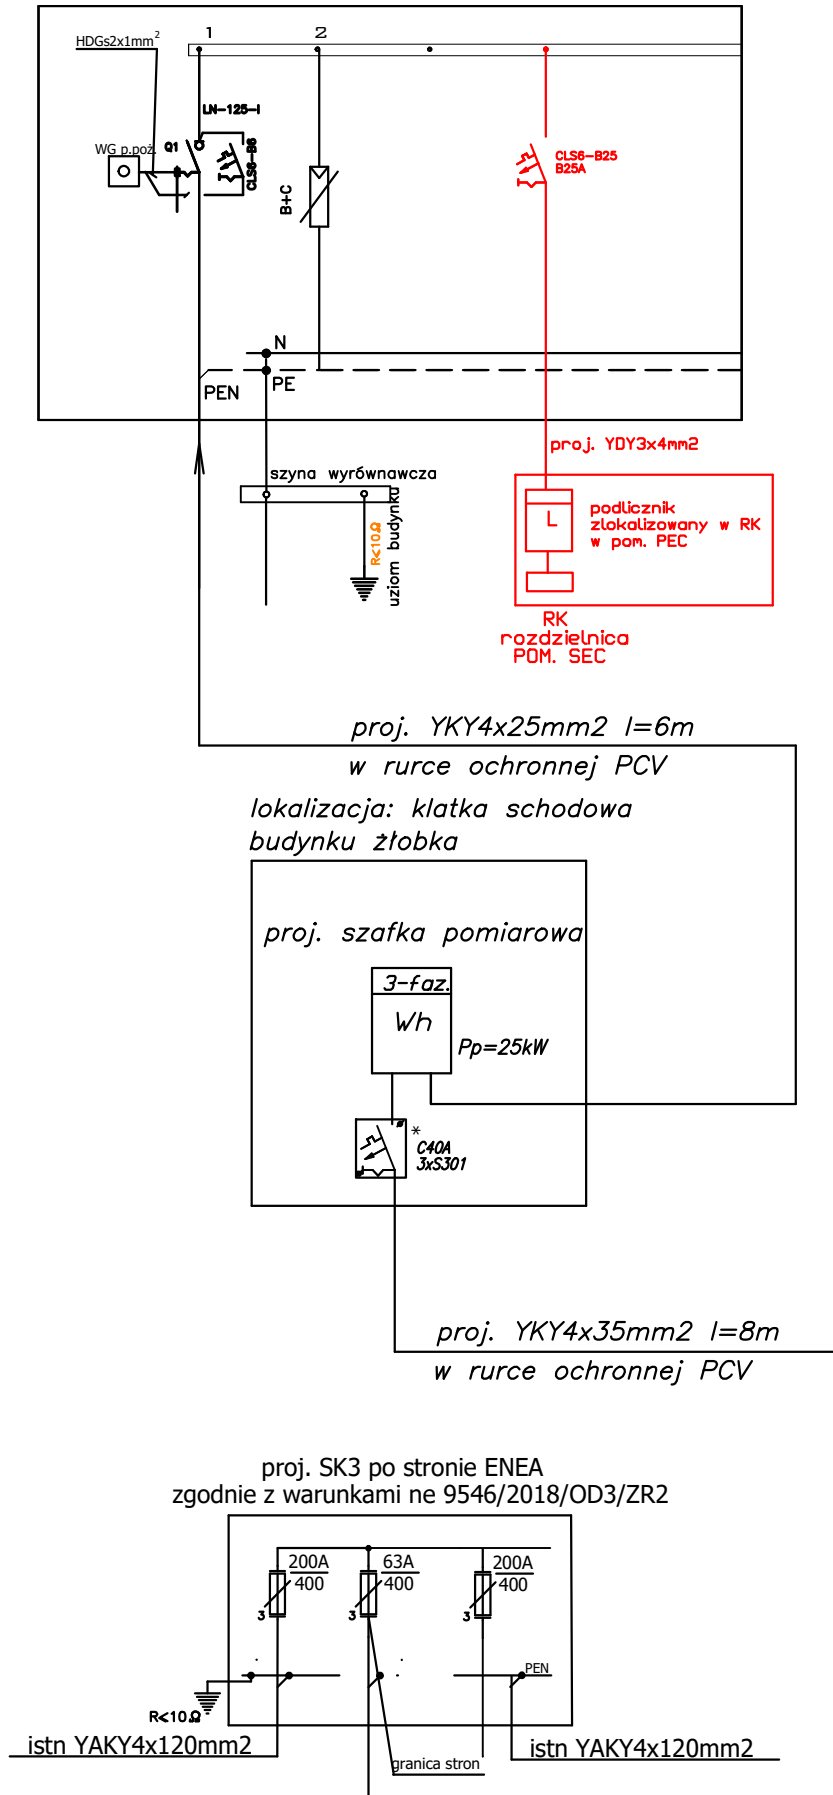 HDGs2x1mm²
1
2
LN-125-I
WG p.poż.
Q1
CLS6-B6
B+C
CLS6-B25
B25A
N
PE
PEN
proj. YDY3x4mm2
szyna wyrównawcza
R<10Ω
uziom budynku
L
podlicznik
zlokalizowany w RK
w pom. PEC
RK
rozdzielnica
POM. SEC
proj. YKY4x25mm2 l=6m
w rurce ochronnej PCV
lokalizacja: klatka schodowa
budynku żłobka
proj. szafka pomiarowa
3-faz.
Wh
Pp=25kW
*
C40A
3xS301
proj. YKY4x35mm2 l=8m
w rurce ochronnej PCV
proj. SK3 po stronie ENEA
zgodnie z warunkami ne 9546/2018/OD3/ZR2
200A
400
3
63A
400
3
200A
400
3
PEN
R<10Ω
istn YAKY4x120mm2
granica stron
istn YAKY4x120mm2